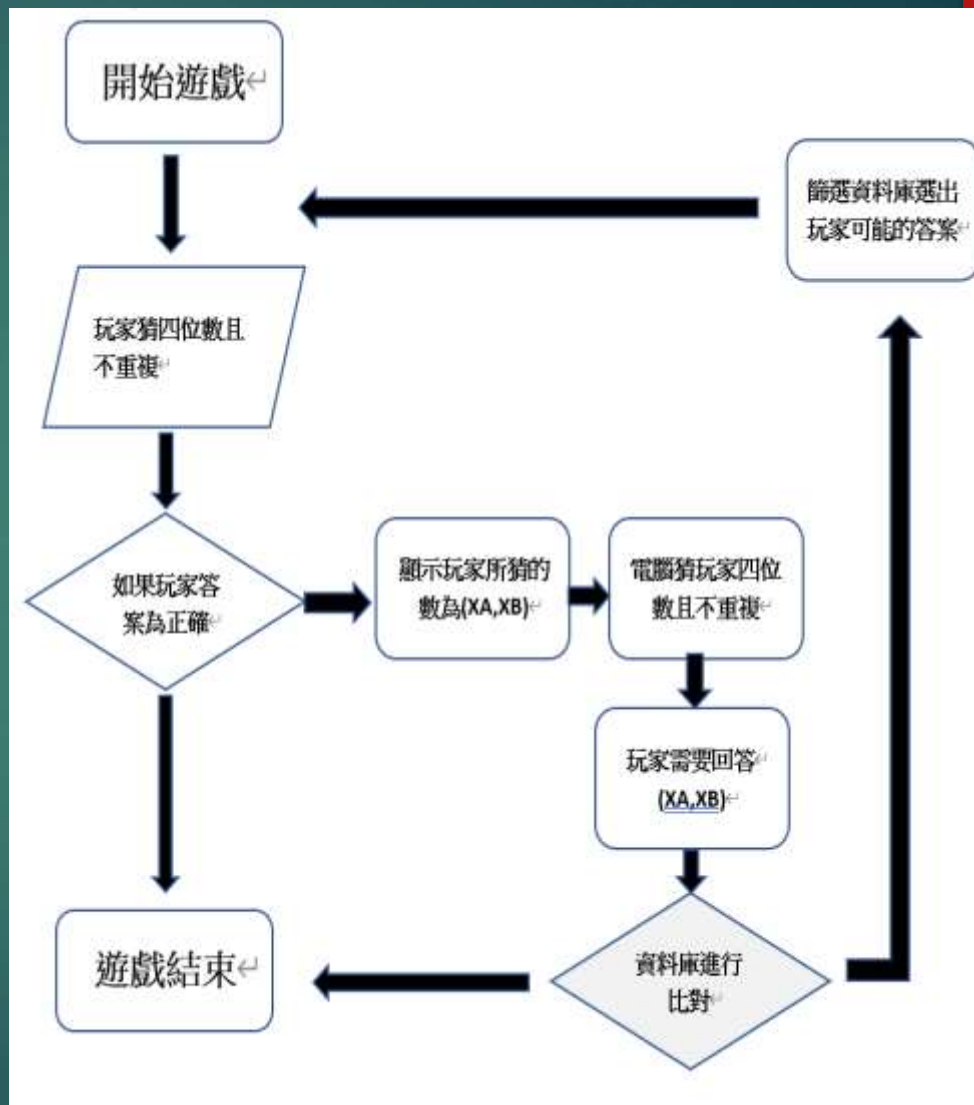 開始遊戲
篩選資料庫選出
玩家可能的答案
玩家猜四位數且
不重複
如果玩家答
案為正確
顯示玩家所猜的
數為(XA,XB)
電腦猜玩家四位
數且不重複
玩家需要回答
(XA,XB)
資料庫進行
比對
遊戲結束